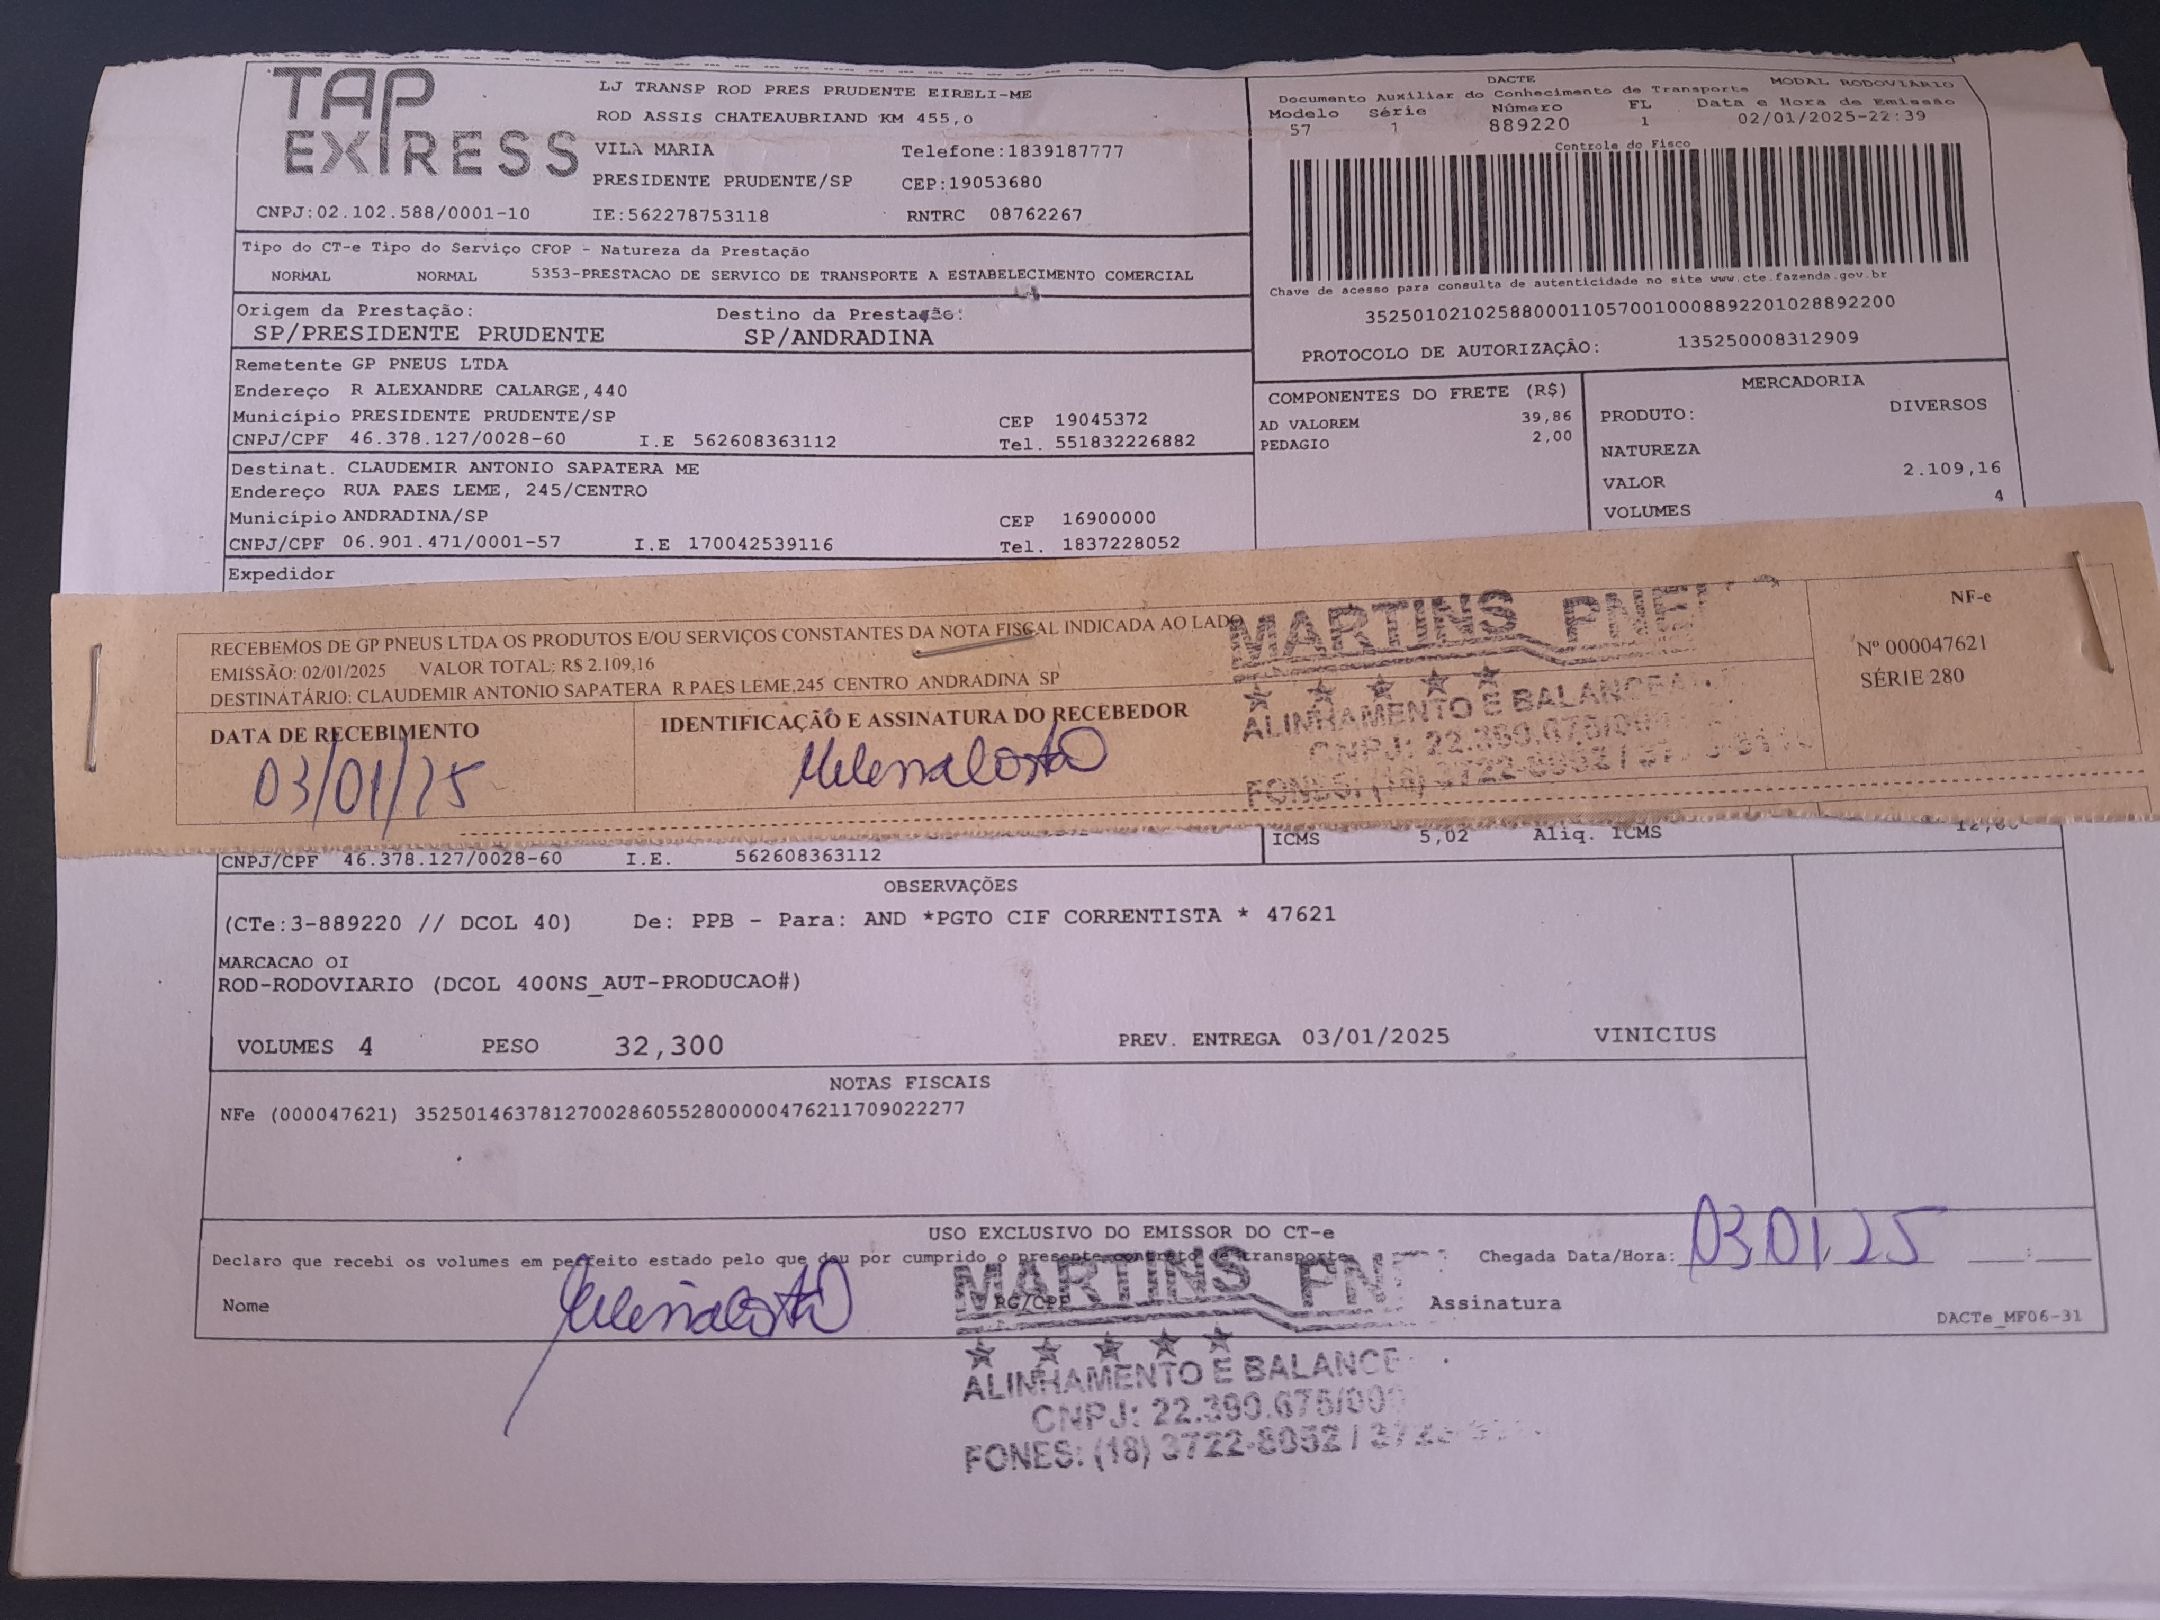 TAP EXPRESS
LJ TRANSP ROD PRES PRUDENTE EIRELI-ME
ROD ASSIS CHATEAUBRIAND KM 455,0
VILA MARIA Telefone:1839187777
PRESIDENTE PRUDENTE/SP CEP:19053680
CNPJ:02.102.588/0001-10 IE:562278753118 RNTRC 08762267
DACTE MODAL RODOVIÁRIO
Documento Auxiliar do Conhecimento de Transporte
Modelo Série Número FL Data e Hora de Emissão
57 1 889220 1 02/01/2025-22:39
Controle do Fisco
Chave de acesso para consulta de autenticidade no site www.cte.fazenda.gov.br
35250102102588000110570010008892201028892200
PROTOCOLO DE AUTORIZAÇÃO: 135250008312909
Tipo do CT-e Tipo do Serviço CFOP - Natureza da Prestação
NORMAL NORMAL 5353-PRESTACAO DE SERVICO DE TRANSPORTE A ESTABELECIMENTO COMERCIAL
Origem da Prestação: Destino da Prestação:
SP/PRESIDENTE PRUDENTE SP/ANDRADINA
Remetente GP PNEUS LTDA
Endereço R ALEXANDRE CALARGE,440
Município PRESIDENTE PRUDENTE/SP CEP 19045372
CNPJ/CPF 46.378.127/0028-60 I.E 562608363112 Tel. 551832226882
Destinat. CLAUDEMIR ANTONIO SAPATERA ME
Endereço RUA PAES LEME, 245/CENTRO
Município ANDRADINA/SP CEP 16900000
CNPJ/CPF 06.901.471/0001-57 I.E 170042539116 Tel. 1837228052
Expedidor
COMPONENTES DO FRETE (R$)
AD VALOREM 39,86
PEDAGIO 2,00
MERCADORIA
PRODUTO: DIVERSOS
NATUREZA
VALOR 2.109,16
VOLUMES 4
RECEBEMOS DE GP PNEUS LTDA OS PRODUTOS E/OU SERVIÇOS CONSTANTES DA NOTA FISCAL INDICADA AO LADO
EMISSÃO: 02/01/2025 VALOR TOTAL: R$ 2.109,16
DESTINATÁRIO: CLAUDEMIR ANTONIO SAPATERA R PAES LEME,245 CENTRO ANDRADINA SP
DATA DE RECEBIMENTO
03/01/25
IDENTIFICAÇÃO E ASSINATURA DO RECEBEDOR
MARTINS
ALINHAMENTO E
CNPJ:
FONES: (18) 3722-8052 /
NF-e
Nº 000047621
SÉRIE 280
CNPJ/CPF 46.378.127/0028-60 I.E. 562608363112
ICMS 5,02 Aliq. ICMS
OBSERVAÇÕES
(CTe:3-889220 // DCOL 40) De: PPB - Para: AND *PGTO CIF CORRENTISTA * 47621
MARCACAO OI
ROD-RODOVIARIO (DCOL 400NS_AUT-PRODUCAO#)
VOLUMES 4 PESO 32,300 PREV. ENTREGA 03/01/2025 VINICIUS
NOTAS FISCAIS
NFe (000047621) 35250146378127002860552800000476211709022277
USO EXCLUSIVO DO EMISSOR DO CT-e
Declaro que recebi os volumes em perfeito estado pelo que dou por cumprido o presente contrato de transporte
Chegada Data/Hora: 03 01 25
Nome RG/CPF Assinatura
DACTe_MF06-31
MARTINS
ALINHAMENTO E
CNPJ:
FONES: (18) 3722-8052 /